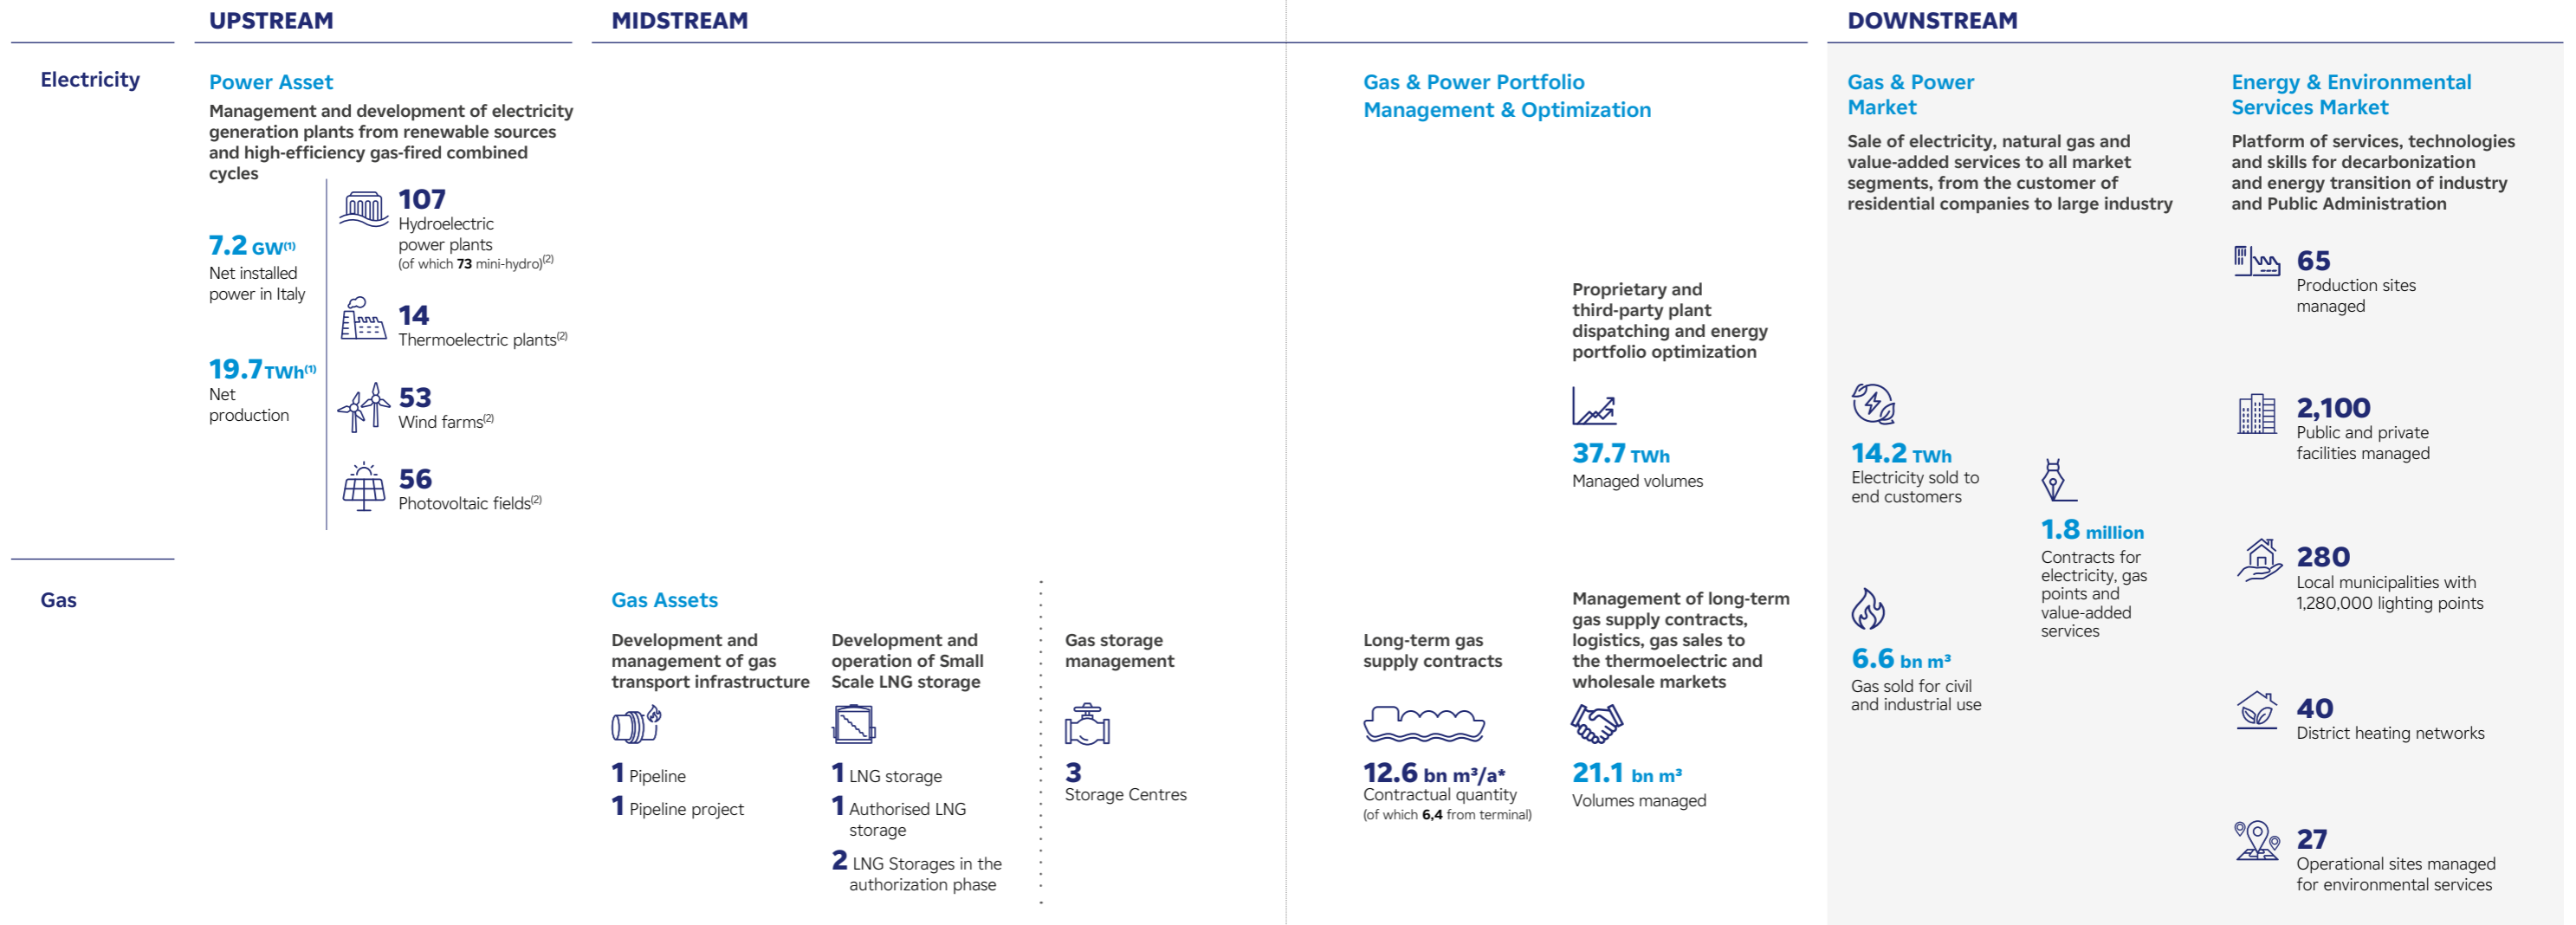 UPSTREAM
MIDSTREAM
DOWNSTREAM
Electricity
Power Asset
Management and development of electricity
generation plants from renewable sources
and high-efficiency gas-fired combined
cycles
7.2 GW(1)
Net installed
power in Italy
19.7TWh(1)
Net
production
107
Hydroelectric
power plants
(of which 73 mini-hydro)(2)
14
Thermoelectric plants(2)
53
Wind farms(2)
56
Photovoltaic fields(2)
Gas & Power Portfolio
Management & Optimization
Proprietary and
third-party plant
dispatching and energy
portfolio optimization
37.7 TWh
Managed volumes
Gas & Power
Market
Sale of electricity, natural gas and
value-added services to all market
segments, from the customer of
residential companies to large industry
14.2 TWh
Electricity sold to
end customers
1.8 million
Contracts for
electricity, gas
points and
value-added
services
6.6 bn m³
Gas sold for civil
and industrial use
Energy & Environmental
Services Market
Platform of services, technologies
and skills for decarbonization
and energy transition of industry
and Public Administration
65
Production sites
managed
2,100
Public and private
facilities managed
280
Local municipalities with
1,280,000 lighting points
40
District heating networks
27
Operational sites managed
for environmental services
Gas
Gas Assets
Development and
management of gas
transport infrastructure
1 Pipeline
1 Pipeline project
Development and
operation of Small
Scale LNG storage
1 LNG storage
1 Authorised LNG
storage
2 LNG Storages in the
authorization phase
Gas storage
management
3
Storage Centres
Long-term gas
supply contracts
12.6 bn m³/a*
Contractual quantity
(of which 6,4 from terminal)
Management of long-term
gas supply contracts,
logistics, gas sales to
the thermoelectric and
wholesale markets
21.1 bn m³
Volumes managed